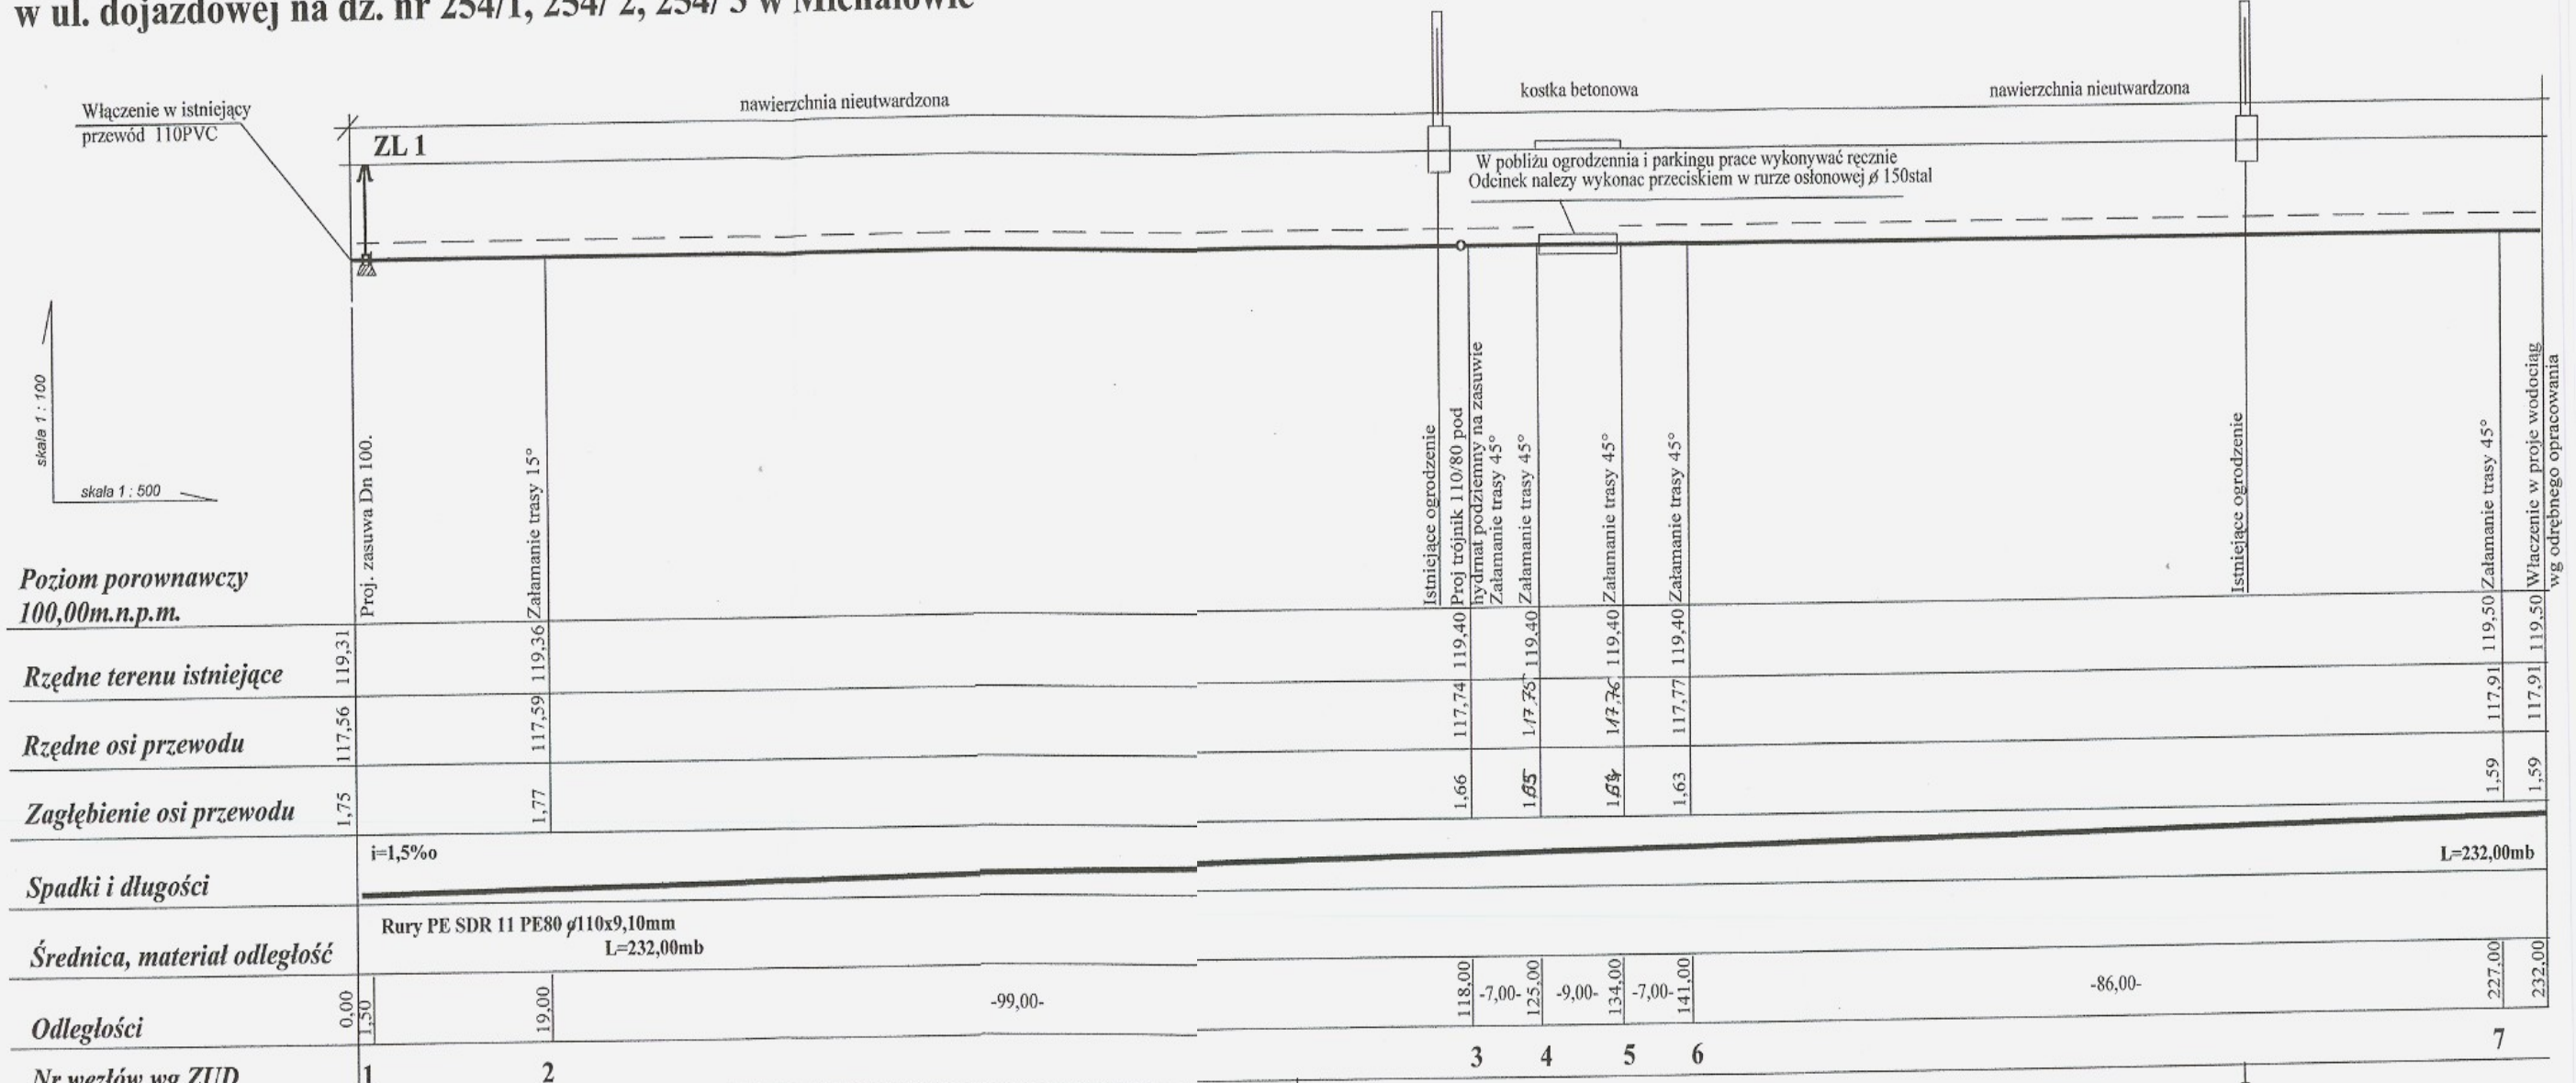 w ul. dojazdowej na dz. nr 254/1, 254/ 2, 254/ 3 w Michałowie
Włączenie w istniejący
przewód 110PVC
ZL 1
nawierzchnia nieutwardzona
kostka betonowa
nawierzchnia nieutwardzona
W pobliżu ogrodzennia i parkingu prace wykonywać ręcznie
Odcinek nalezy wykonac przeciskiem w rurze osłonowej ø 150stal
skala 1 : 100
skala 1 : 500
Proj. zasuwa Dn 100.
Załamanie trasy 15°
Istniejące ogrodzenie
Proj trójnik 110/80 pod
hydrnat podziemny na zasuwie
Załamanie trasy 45°
Załamanie trasy 45°
Załamanie trasy 45°
Załamanie trasy 45°
Istniejące ogrodzenie
Załamanie trasy 45°
Właczenie w proje wodociąg
wg odrębnego opracowania
Poziom porownawczy
100,00m.n.p.m.
Rzędne terenu istniejące
119,31 119,36 119,40 119,40 119,40 119,40 119,50 119,50
Rzędne osi przewodu
117,56 117,59 117,74 117,75 117,76 117,77 117,91 117,91
Zagłębienie osi przewodu
1,75 1,77 1,66 1,63 1,59 1,59
Spadki i długości
i=1,5‰
L=232,00mb
Średnica, materiał odległość
Rury PE SDR 11 PE80 ø110x9,10mm
L=232,00mb
Odległości
0,00 1,50 19,00 -99,00- 118,00 -7,00- 125,00 -9,00- 134,00 -7,00- 141,00 -86,00- 227,00 232,00
Nr węzłów wg ZUD
1 2 3 4 5 6 7